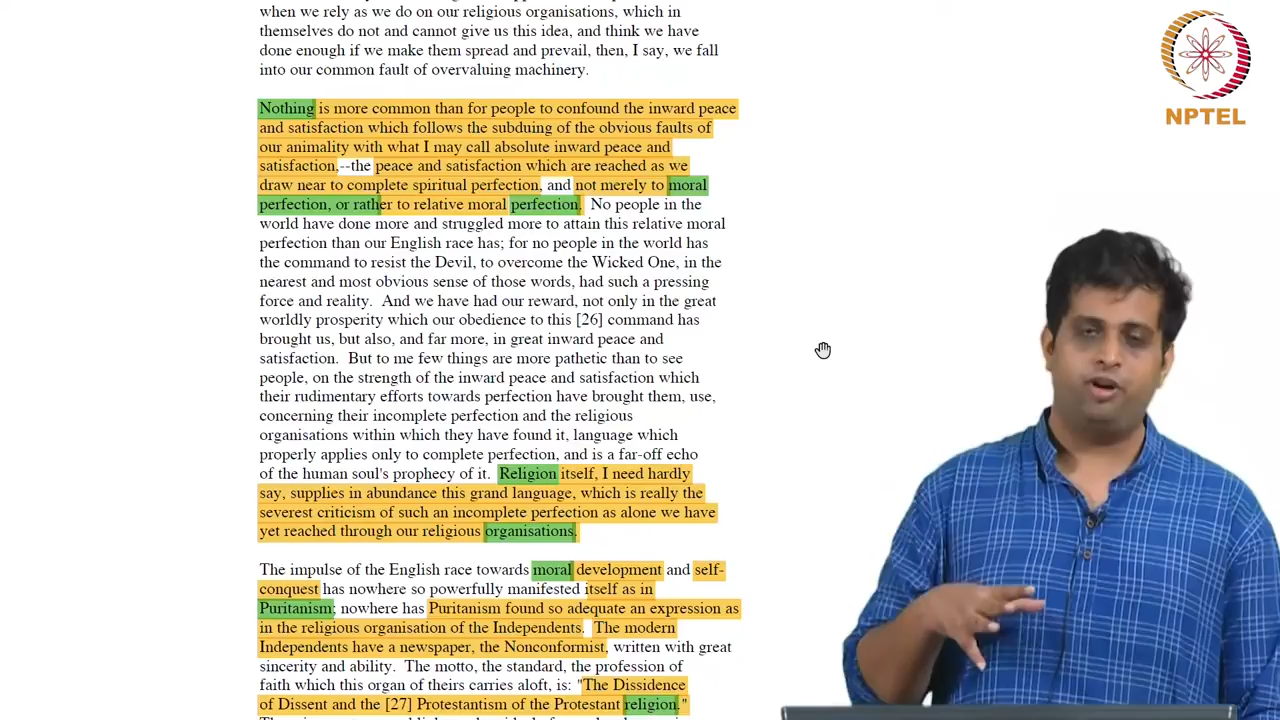 when we rely as we do on our religious organisations, which in
themselves do not and cannot give us this idea, and think we have
done enough if we make them spread and prevail, then, I say, we fall
into our common fault of overvaluing machinery.
Nothing is more common than for people to confound the inward peace
and satisfaction which follows the subduing of the obvious faults of
our animality with what I may call absolute inward peace and
satisfaction,--the peace and satisfaction which are reached as we
draw near to complete spiritual perfection, and not merely to moral
perfection, or rather to relative moral perfection. No people in the
world have done more and struggled more to attain this relative moral
perfection than our English race has; for no people in the world has
the command to resist the Devil, to overcome the Wicked One, in the
nearest and most obvious sense of those words, had such a pressing
force and reality. And we have had our reward, not only in the great
worldly prosperity which our obedience to this [26] command has
brought us, but also, and far more, in great inward peace and
satisfaction. But to me few things are more pathetic than to see
people, on the strength of the inward peace and satisfaction which
their rudimentary efforts towards perfection have brought them, use,
concerning their incomplete perfection and the religious
organisations within which they have found it, language which
properly applies only to complete perfection, and is a far-off echo
of the human soul's prophecy of it. Religion itself, I need hardly
say, supplies in abundance this grand language, which is really the
severest criticism of such an incomplete perfection as alone we have
yet reached through our religious organisations.
The impulse of the English race towards moral development and self-
conquest has nowhere so powerfully manifested itself as in
Puritanism; nowhere has Puritanism found so adequate an expression as
in the religious organisation of the Independents. The modern
Independents have a newspaper, the Nonconformist, written with great
sincerity and ability. The motto, the standard, the profession of
faith which this organ of theirs carries aloft, is: "The Dissidence
of Dissent and the [27] Protestantism of the Protestant religion."
NPTEL